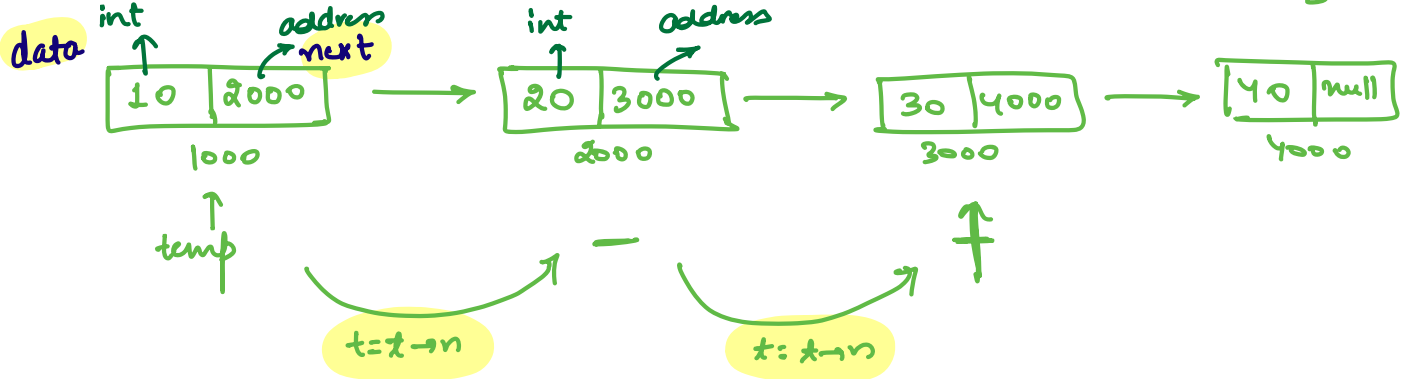 int address int address
data next
10 2000 20 3000 30 4000 40 null
1000 2000 3000 4000
temp
t=t→n t=t→n